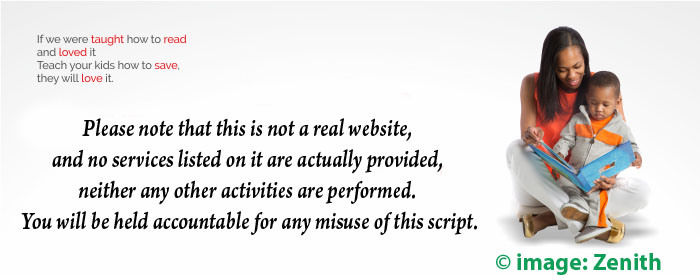 If we were taught how to read
and loved it
Teach your kids how to save,
they will love it.
Please note that this is not a real website,
and no services listed on it are actually provided,
neither any other activities are performed.
You will be held accountable for any misuse of this script.
© image: Zenith